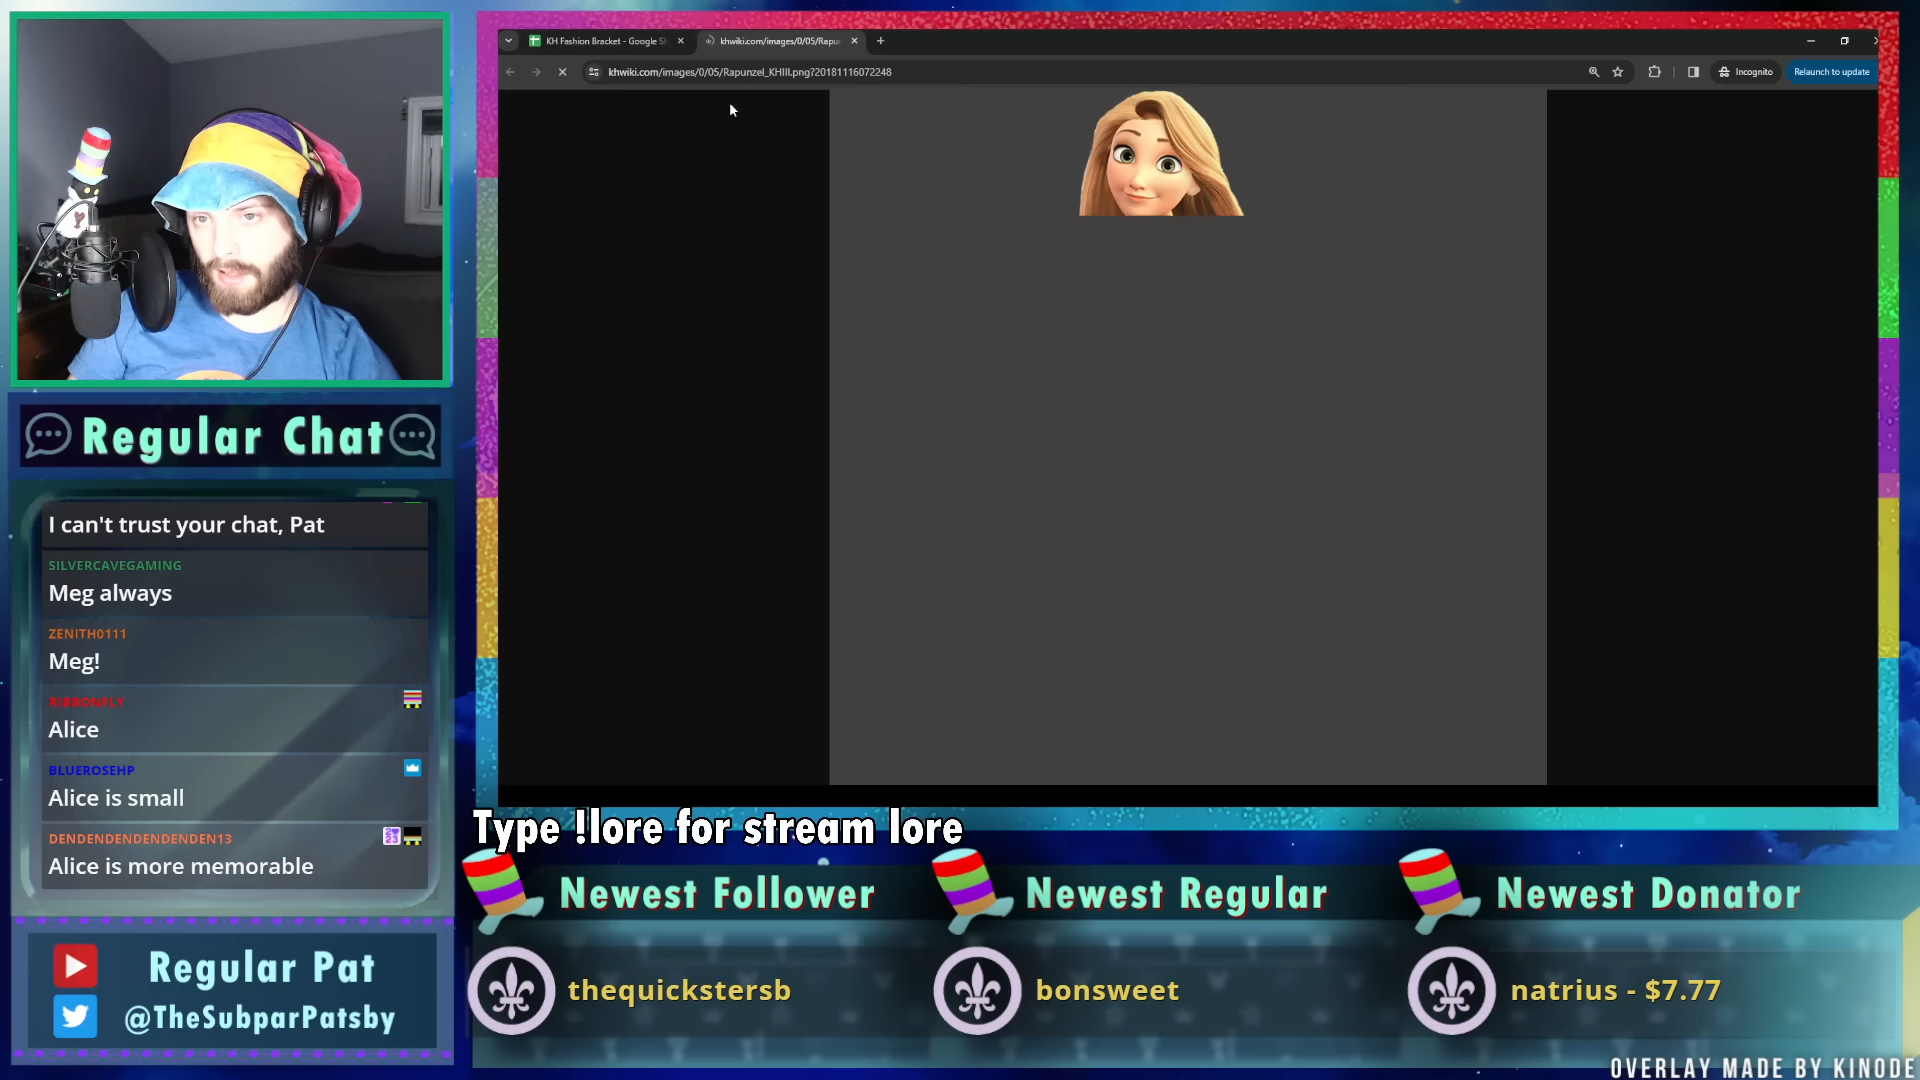 KH Fashion Bracket - Google Sh
khwiki.com/images/0/05/Rapun
khwiki.com/images/0/05/Rapunzel_KHIII.png?20181116072248
Incognito
Relaunch to update
Regular Chat
I can't trust your chat, Pat
SILVERCAVEGAMING
Meg always
ZENITH0111
Meg!
RIBBONFLY
Alice
BLUEROSEHP
Alice is small
DENDENDENDENDENDEN13
Alice is more memorable
Regular Pat
@TheSubparPatsby
Type !lore for stream lore
Newest Follower
thequickstersb
Newest Regular
bonsweet
Newest Donator
natrius - $7.77
OVERLAY MADE BY KINODE